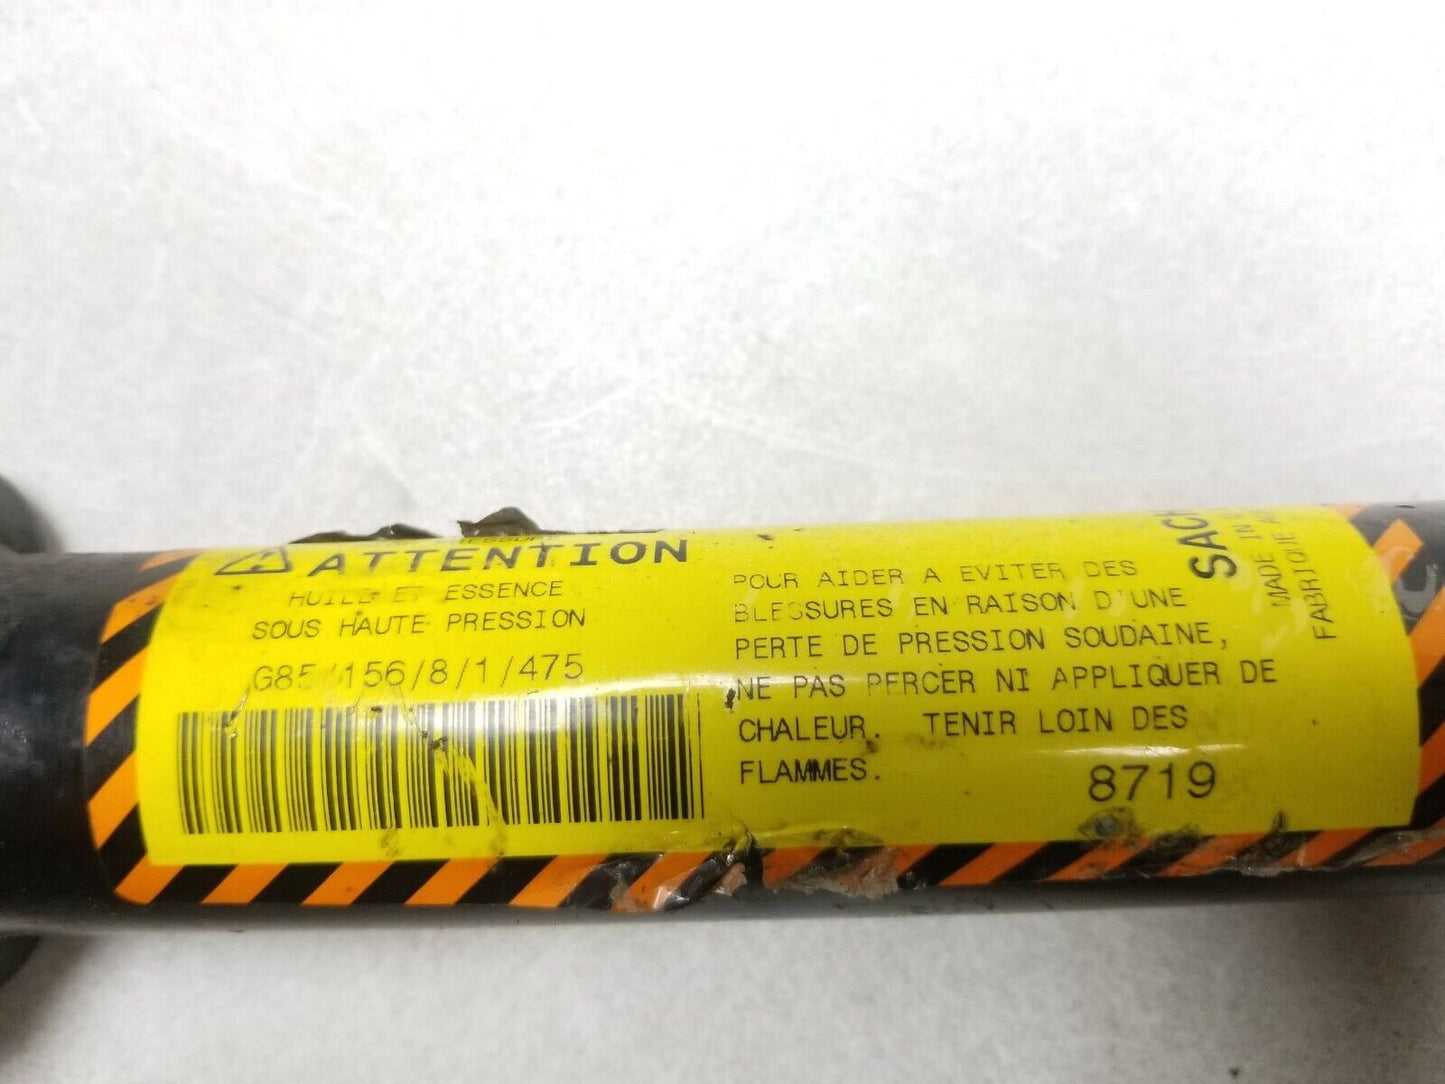 ATTENTION
HUILE ET ESSENCE
SOUS HAUTE PRESSION
G85/156/8/1/475
POUR AIDER A EVITER DES
BLESSURES EN RAISON D'UNE
PERTE DE PRESSION SOUDAINE,
NE PAS PERCER NI APPLIQUER DE
CHALEUR. TENIR LOIN DES
FLAMMES.
8719
SACH
MADE IN
FABRIQUE